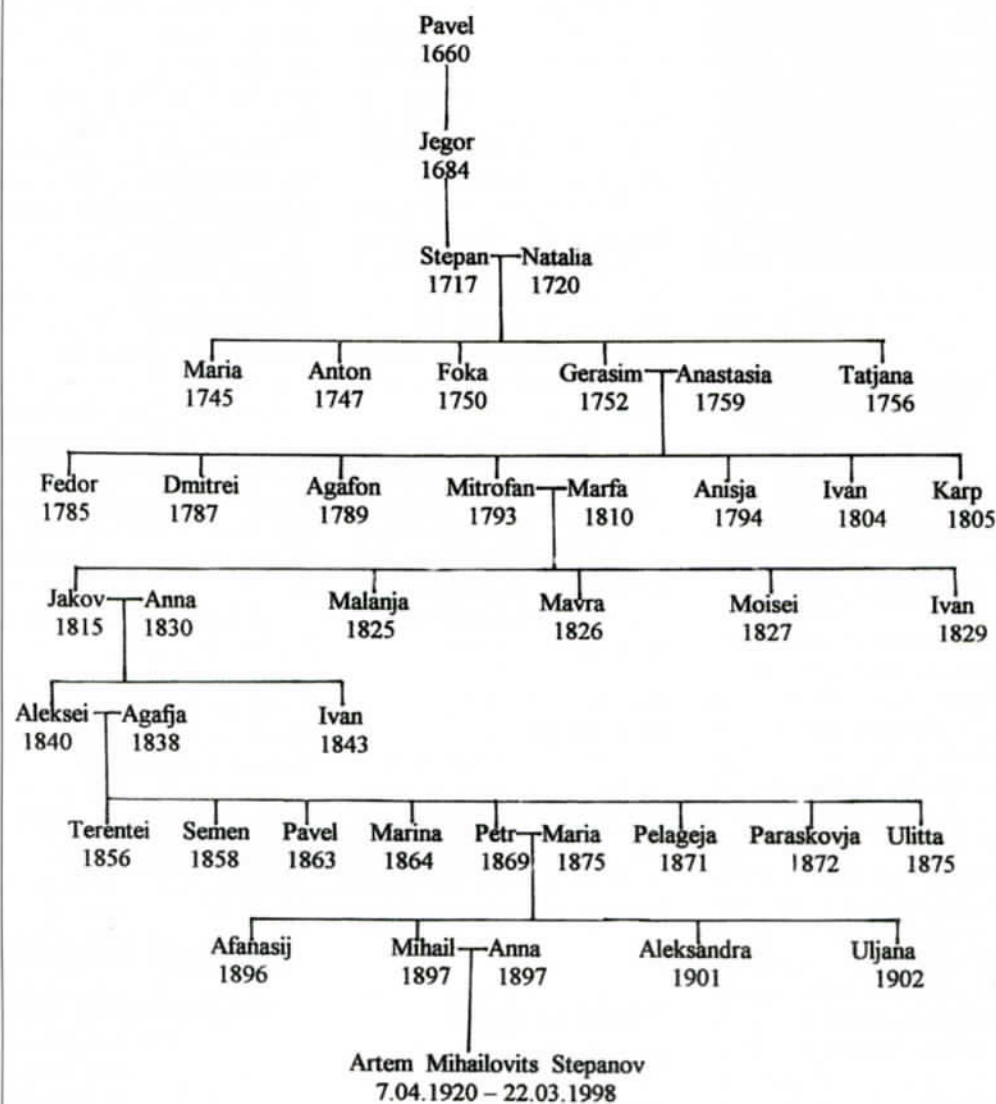 Pavel
1660
Jegor
1684
Stepan Natalia
1717 1720
Maria Anton Foka Gerasim Anastasia Tatjana
1745 1747 1750 1752 1759 1756
Fedor Dmitrei Agafon Mitrofan Marfa Anisja Ivan Karp
1785 1787 1789 1793 1810 1794 1804 1805
Jakov Anna Malanja Mavra Moisei Ivan
1815 1830 1825 1826 1827 1829
Aleksei Agafja Ivan
1840 1838 1843
Terentei Semen Pavel Marina Petr Maria Pelageja Paraskovja Ulitta
1856 1858 1863 1864 1869 1875 1871 1872 1875
Afanasij Mihail Anna Aleksandra Uljana
1896 1897 1897 1901 1902
Artem Mihailovits Stepanov
7.04.1920 – 22.03.1998